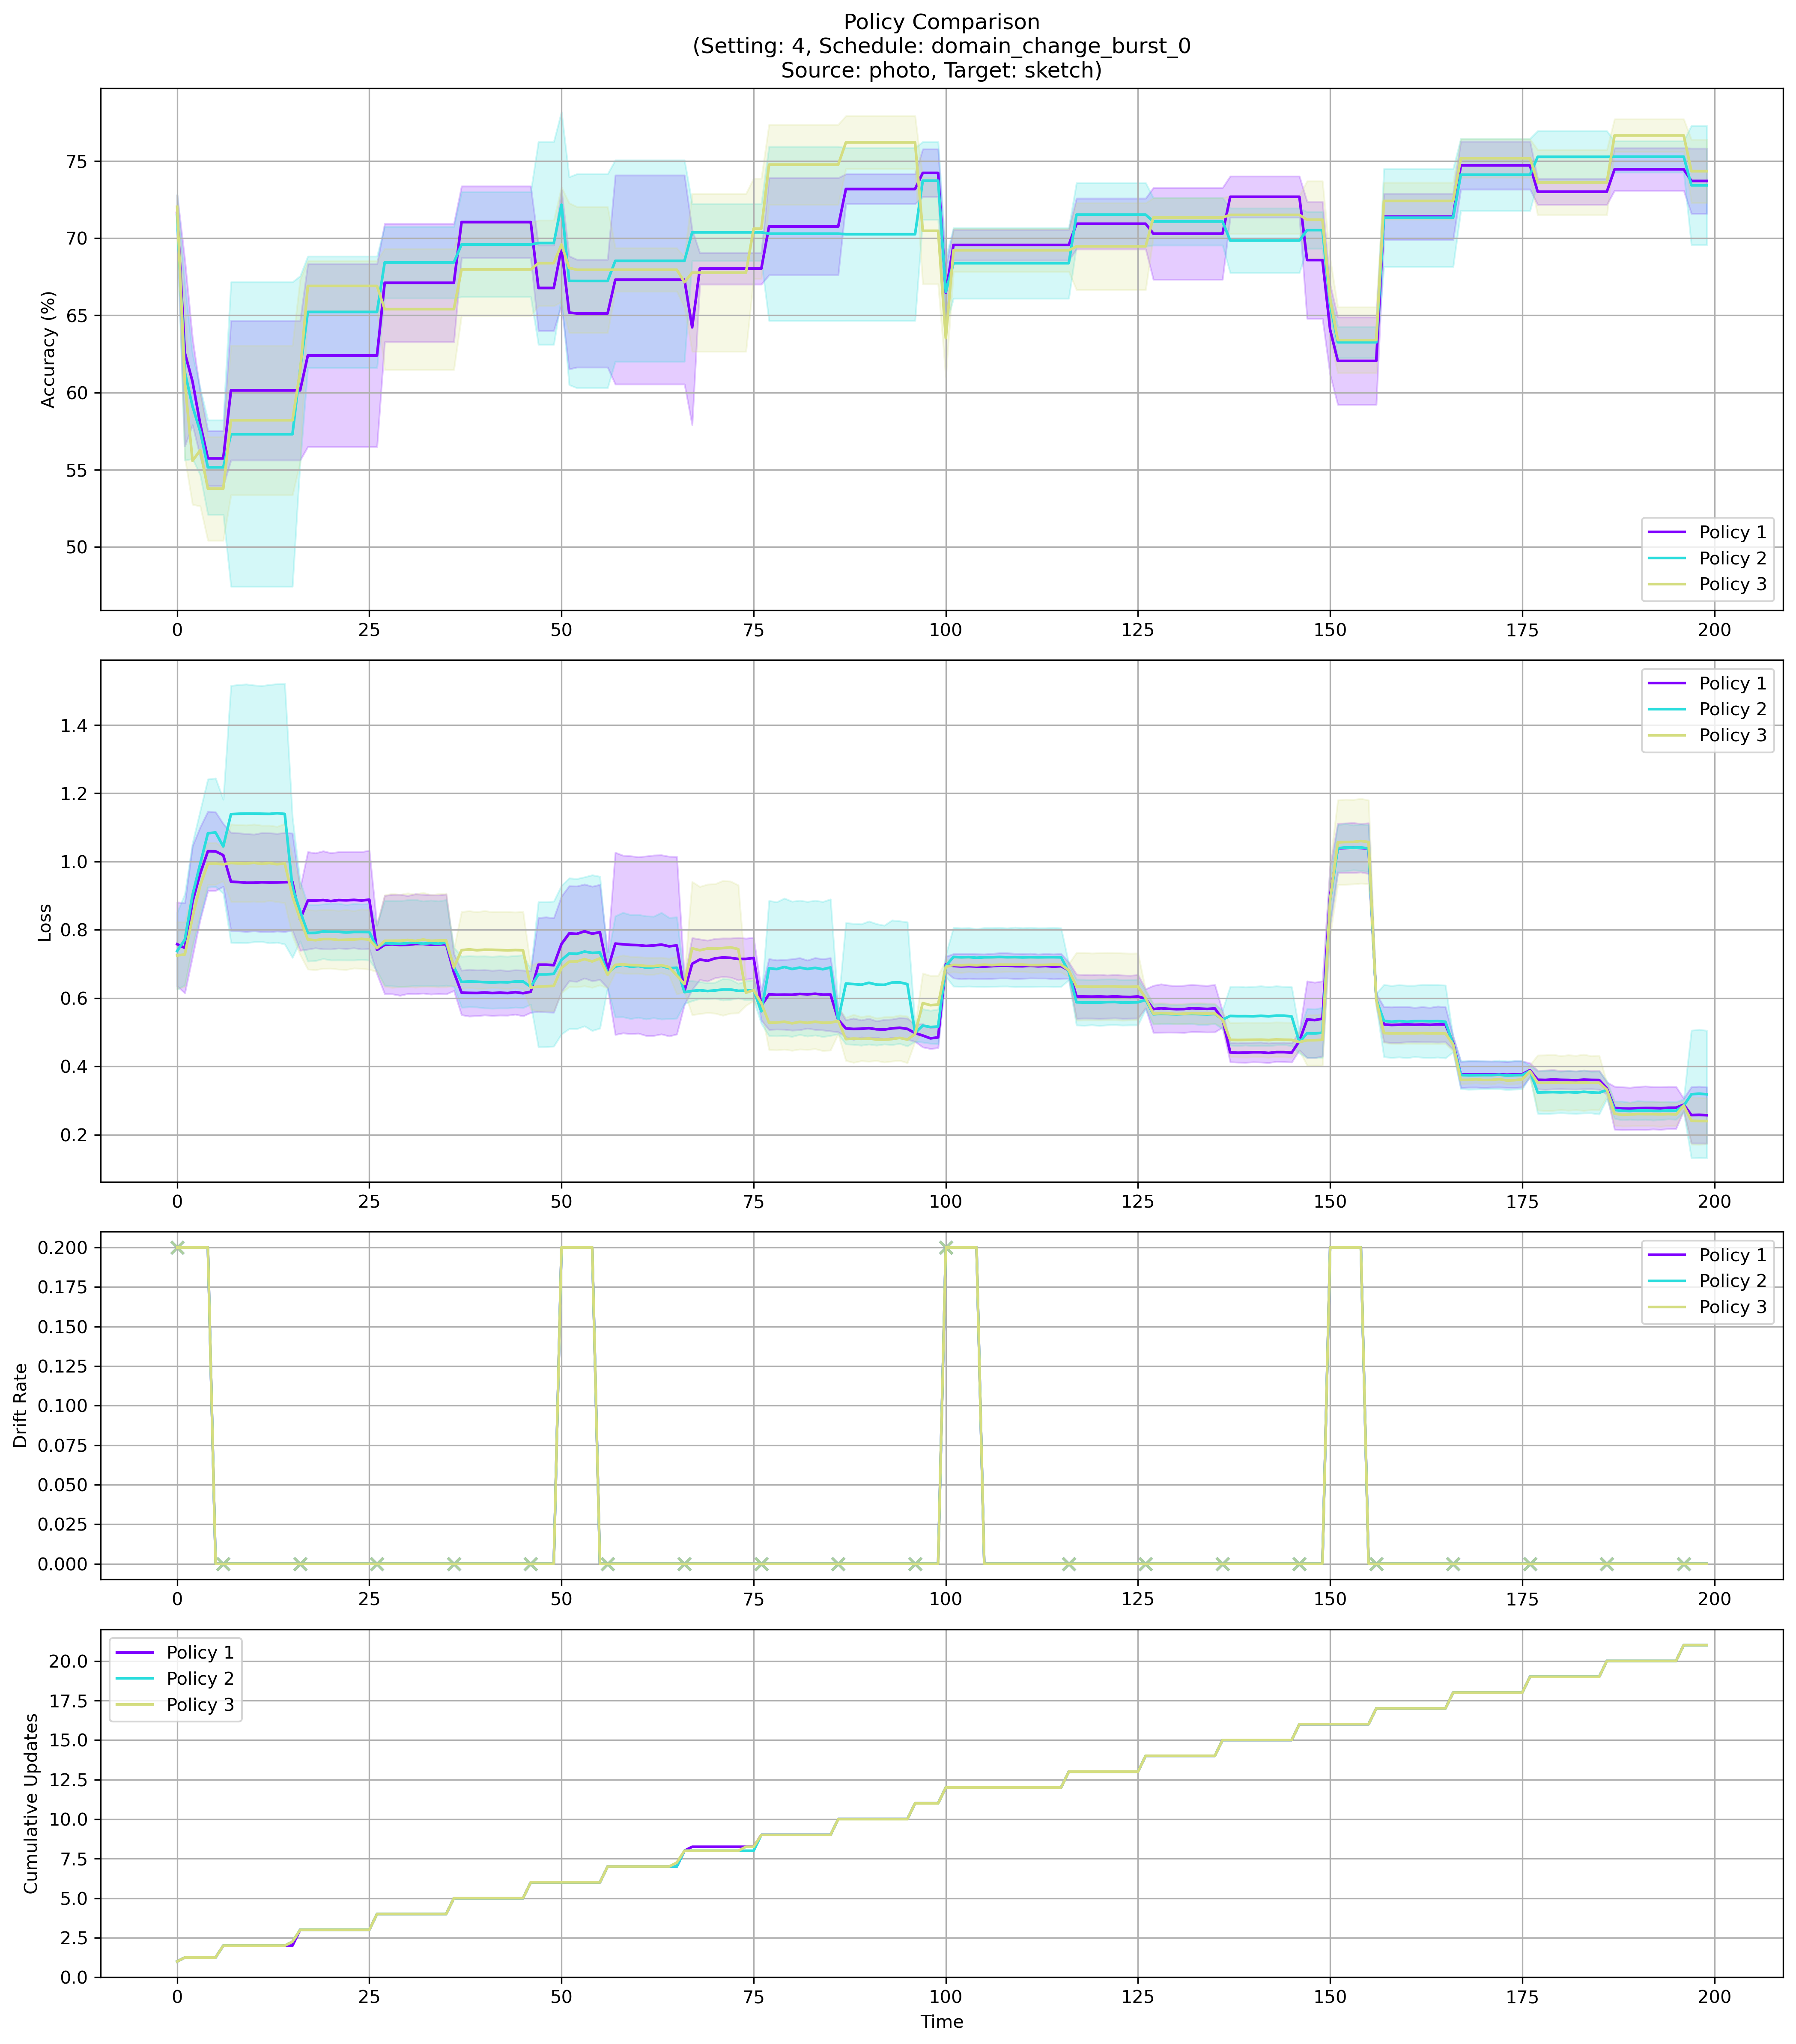 Policy Comparison
(Setting: 4, Schedule: domain_change_burst_0
Source: photo, Target: sketch)
Accuracy (%)
75
70
65
60
55
50
0 25 50 75 100 125 150 175 200
Policy 1
Policy 2
Policy 3
Loss
1.4
1.2
1.0
0.8
0.6
0.4
0.2
0 25 50 75 100 125 150 175 200
Policy 1
Policy 2
Policy 3
Drift Rate
0.200
0.175
0.150
0.125
0.100
0.075
0.050
0.025
0.000
0 25 50 75 100 125 150 175 200
Policy 1
Policy 2
Policy 3
Cumulative Updates
20.0
17.5
15.0
12.5
10.0
7.5
5.0
2.5
0.0
0 25 50 75 100 125 150 175 200
Policy 1
Policy 2
Policy 3
Time